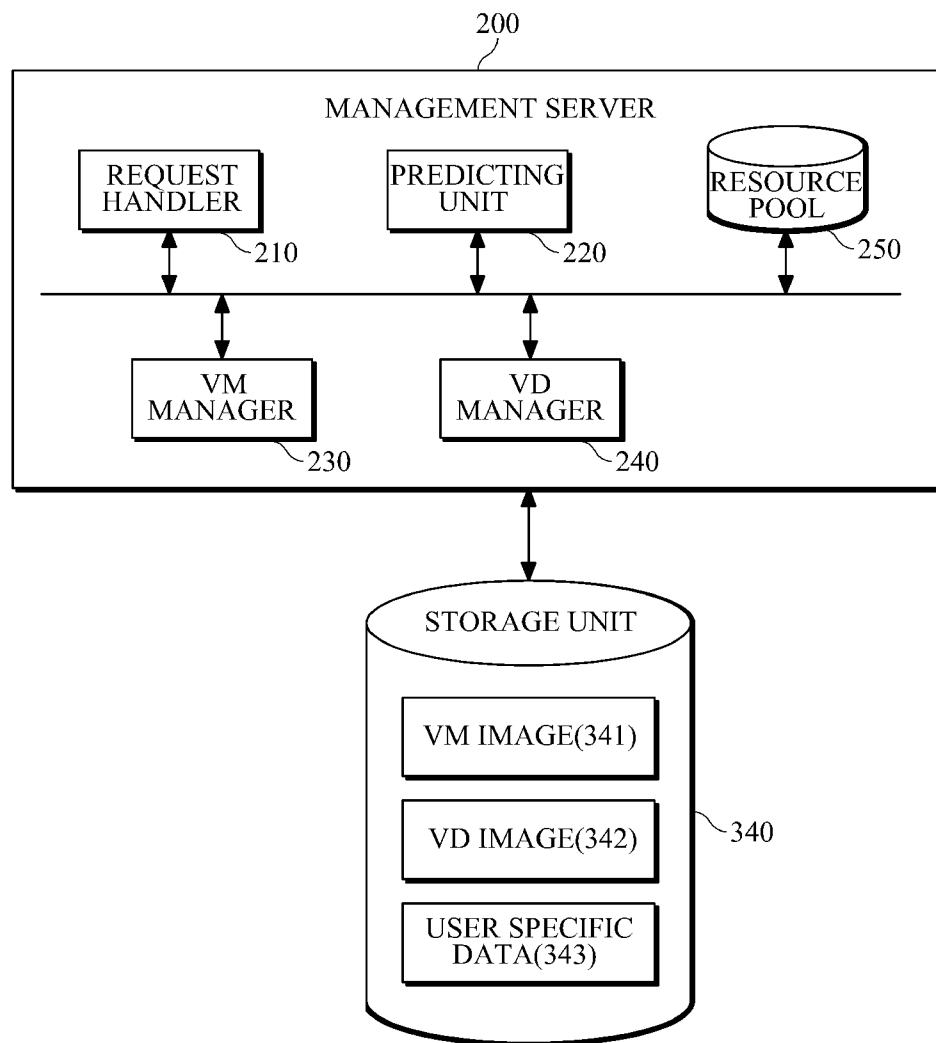 200
MANAGEMENT SERVER
REQUEST
HANDLER
210
PREDICTING
UNIT
220
RESOURCE
POOL
250
VM
MANAGER
230
VD
MANAGER
240
STORAGE UNIT
VM IMAGE(341)
VD IMAGE(342)
USER SPECIFIC
DATA(343)
340